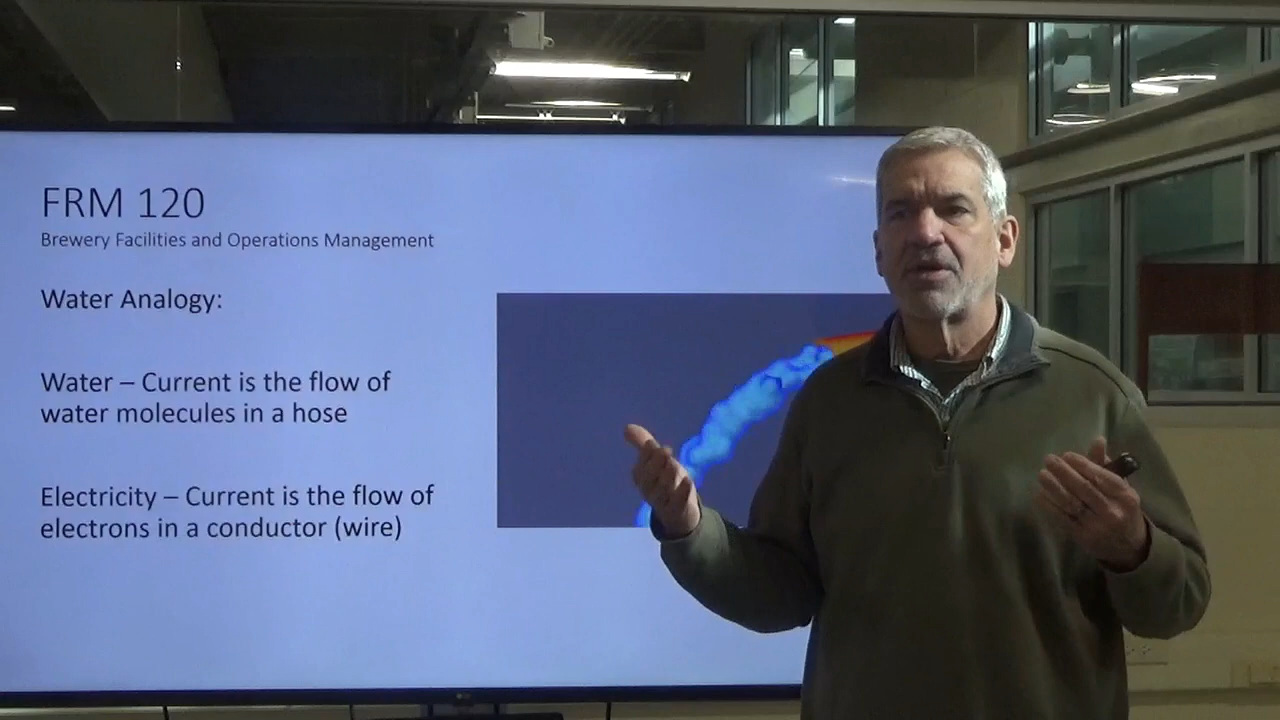 FRM 120
Brewery Facilities and Operations Management
Water Analogy:
Water – Current is the flow of
water molecules in a hose
Electricity – Current is the flow of
electrons in a conductor (wire)